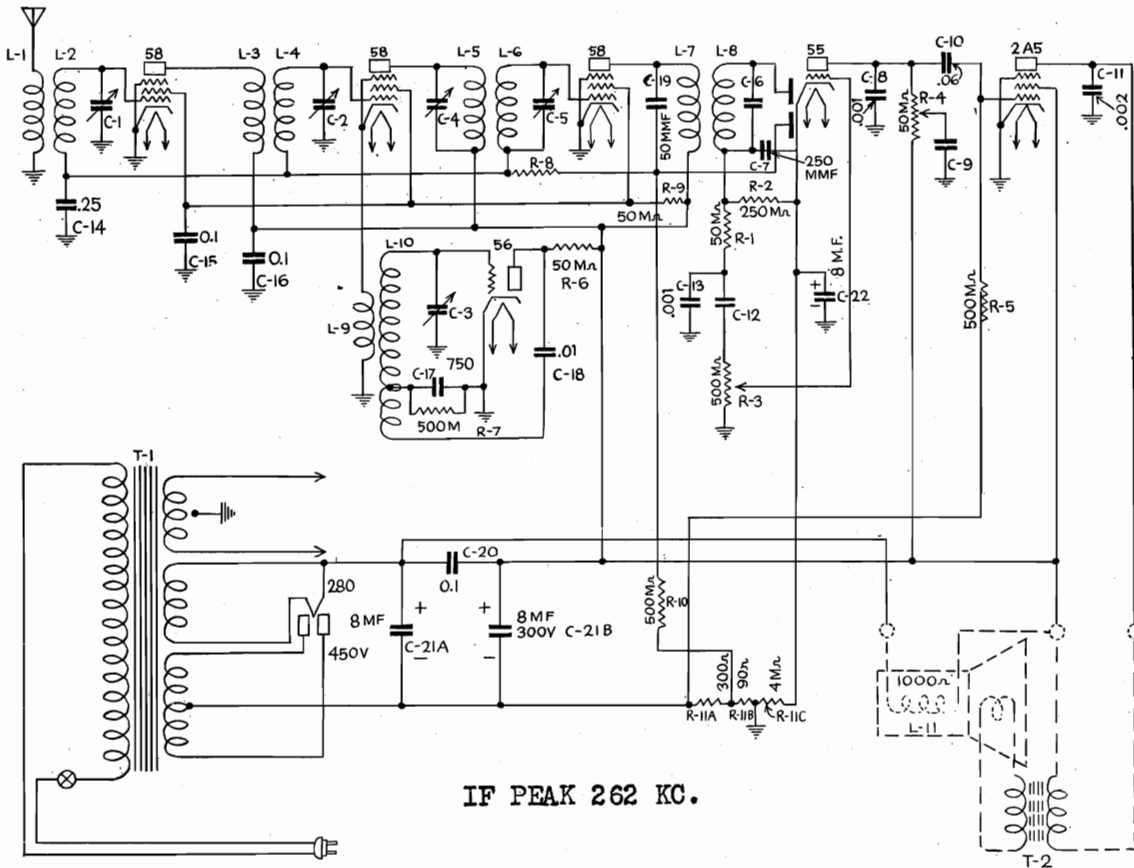 L-1
L-2
58
L-3
L-4
58
L-5
L-6
58
L-7
L-8
55
C-10
2A5
C-11
C-1
C-2
C-4
C-5
C-19
50MMF
C-6
C-8
.001
.06
R-4
50MΩ
C-9
.002
R-8
C-7
250
MMF
.25
C-14
R-9
50MΩ
R-2
250MΩ
0.1
C-15
0.1
C-16
L-10
56
50MΩ
R-6
50MΩ
R-1
8 M.F.
L-9
C-3
.001
C-13
C-12
+
-
C-22
500MΩ
R-5
750
C-17
.01
C-18
500M
R-7
500MΩ
R-3
T-1
C-20
0.1
280
450V
8MF
+
C-21A
-
+
8 MF
300V C-21B
-
500MΩ
R-10
300Ω
90Ω
4MΩ
R-11A
R-11B
R-11C
1000Ω
L-11
IF PEAK 262 KC.
T-2